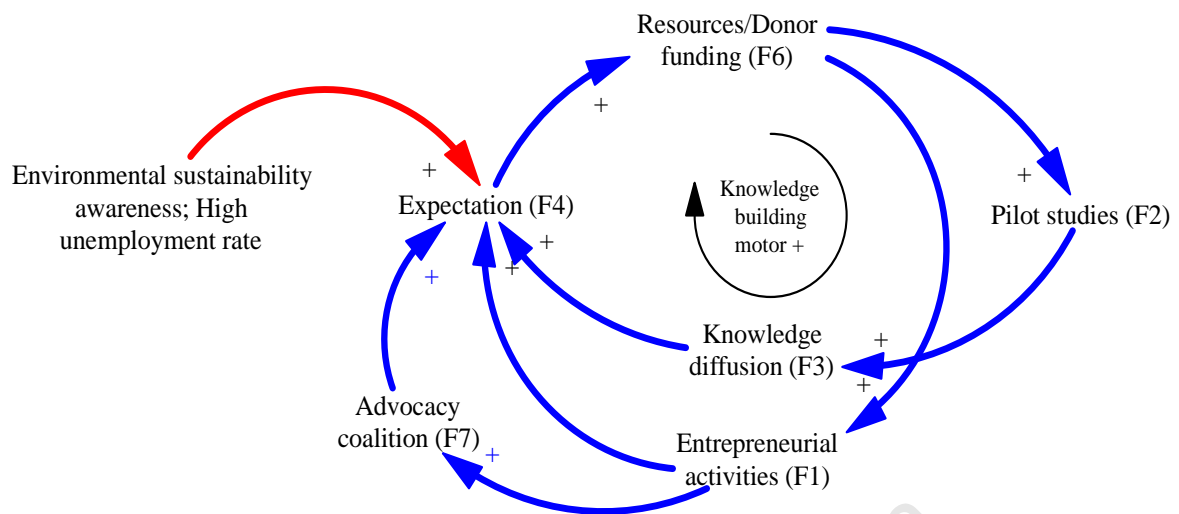 Resources/Donor
funding (F6)
+
+
Environmental sustainability
awareness; High
unemployment rate
+
Expectation (F4)
Knowledge
building
motor +
Pilot studies (F2)
+
+
+
Knowledge
diffusion (F3)
+
+
Advocacy
coalition (F7)
+
Entrepreneurial
activities (F1)